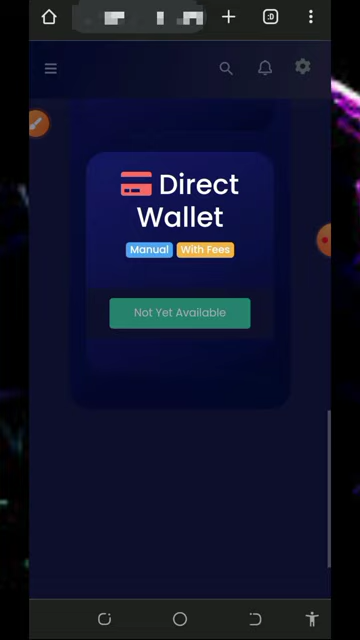 :D
Direct
Wallet
Manual
With Fees
Not Yet Available